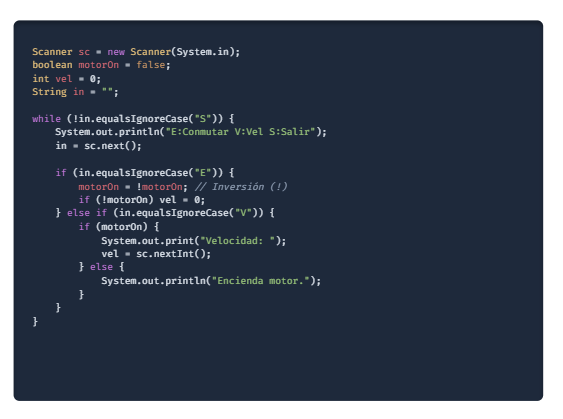 Scanner sc = new Scanner(System.in);
boolean motorOn = false;
int vel = 0;
String in = "";
while (!in.equalsIgnoreCase("S")) {
System.out.println("E:Conmutar V:Vel S:Salir");
in = sc.next();
if (in.equalsIgnoreCase("E")) {
motorOn = !motorOn; // Inversión (!)
if (!motorOn) vel = 0;
} else if (in.equalsIgnoreCase("V")) {
if (motorOn) {
System.out.print("Velocidad: ");
vel = sc.nextInt();
} else {
System.out.println("Encienda motor.");
}
}
}